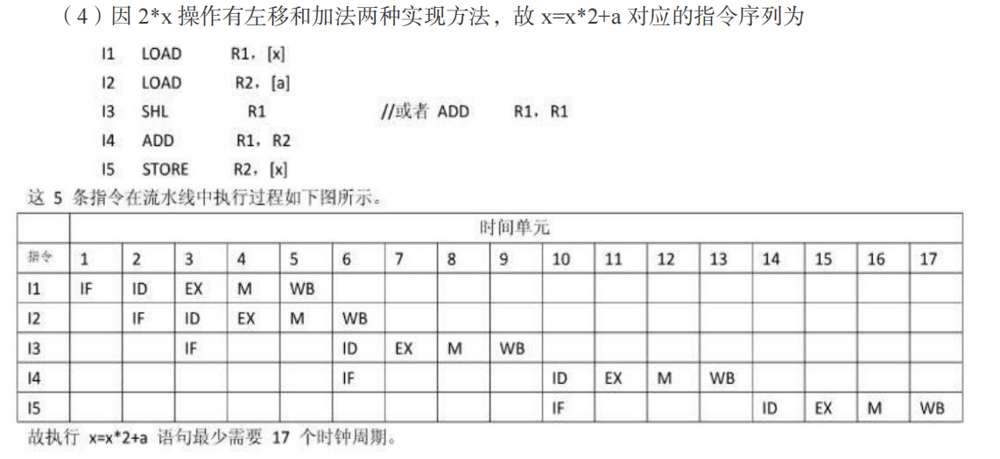 （4）因 2*x 操作有左移和加法两种实现方法，故 x=x*2+a 对应的指令序列为
I1 LOAD R1，[x]
I2 LOAD R2，[a]
I3 SHL R1 //或者 ADD R1，R1
I4 ADD R1，R2
I5 STORE R2，[x]
这 5 条指令在流水线中执行过程如下图所示。
时间单元
指令 1 2 3 4 5 6 7 8 9 10 11 12 13 14 15 16 17
I1 IF ID EX M WB
I2 IF ID EX M WB
I3 IF ID EX M WB
I4 IF ID EX M WB
I5 IF ID EX M WB
故执行 x=x*2+a 语句最少需要 17 个时钟周期。